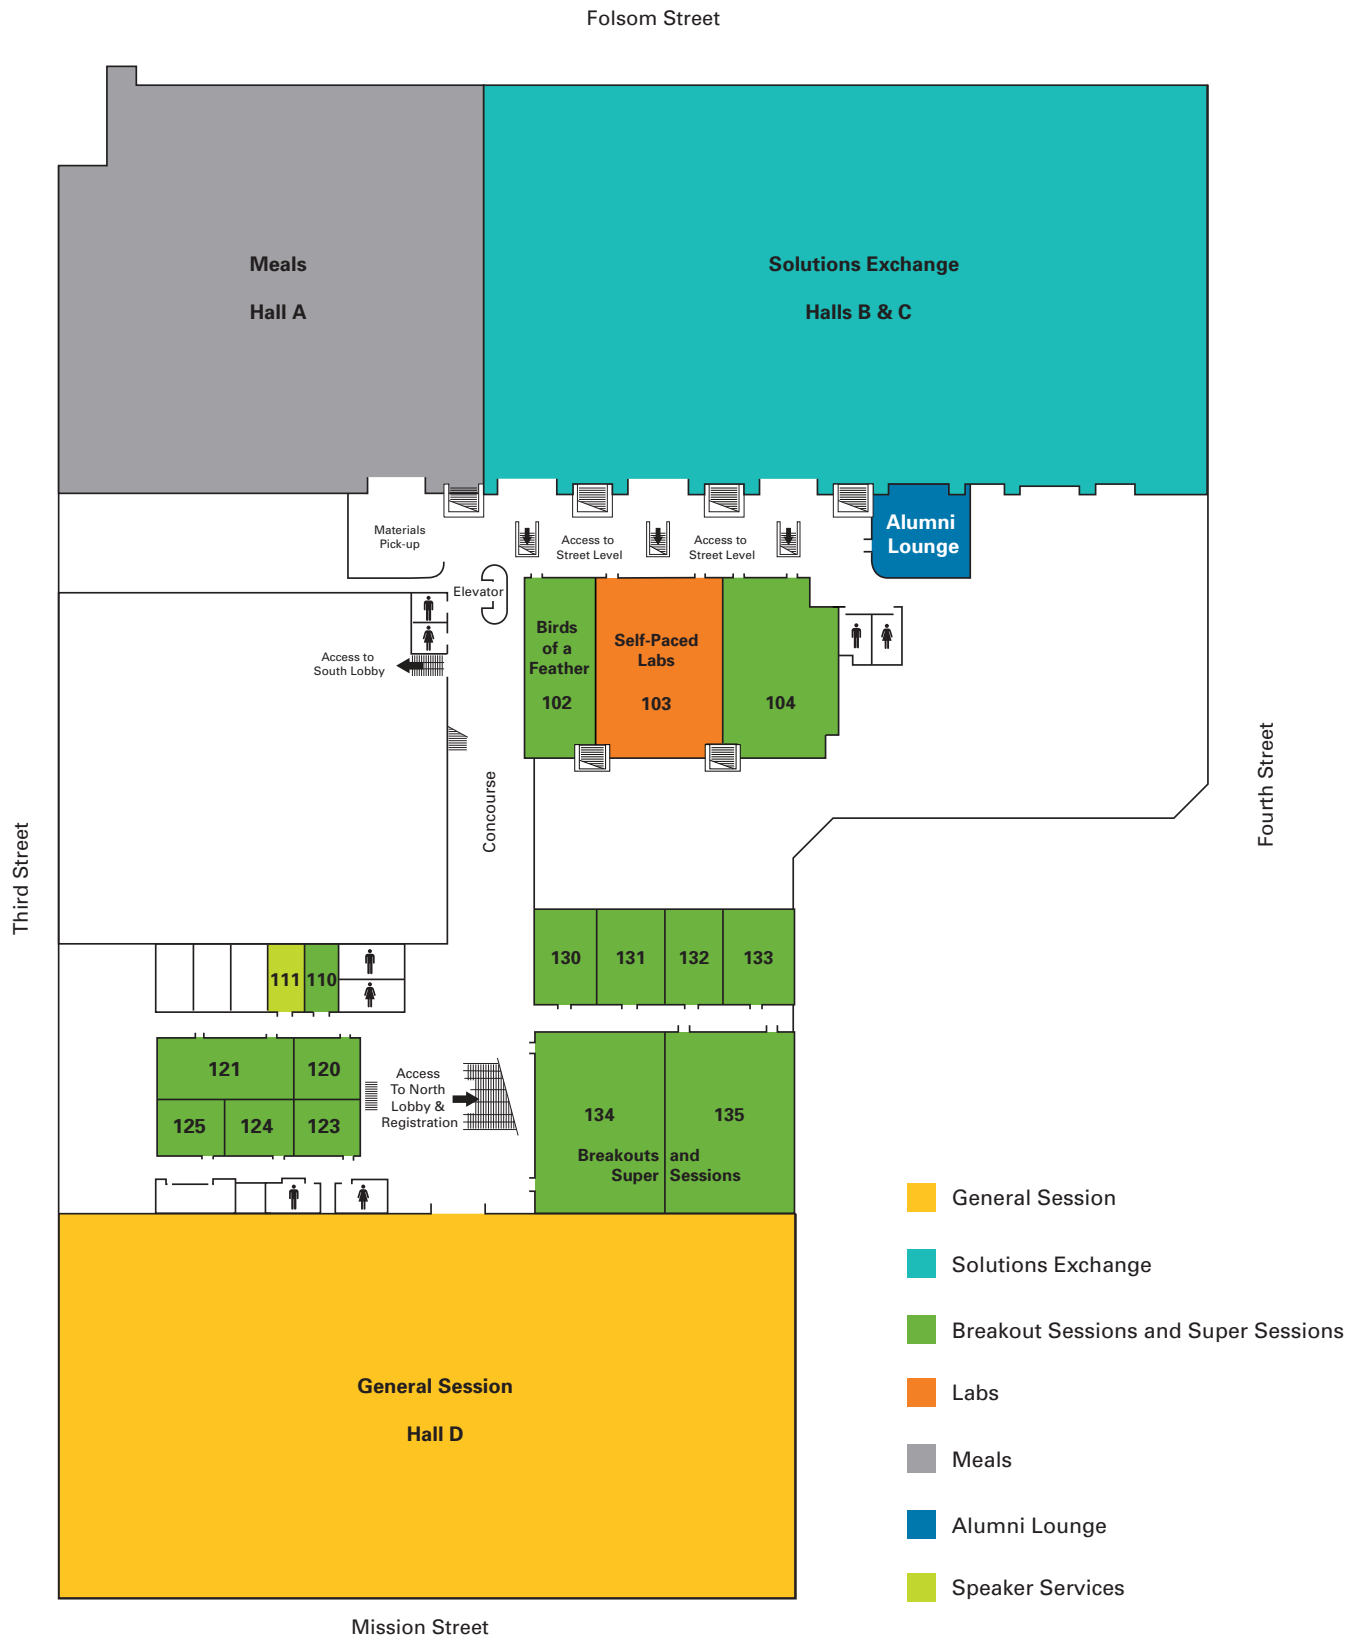 Folsom Street
Meals
Hall A
Solutions Exchange
Halls B & C
Materials
Pick-up
Access to
Street Level
Access to
Street Level
Alumni
Lounge
Elevator
Access to
South Lobby
Birds
of a
Feather
102
Self-Paced
Labs
103
104
Concourse
Third Street
Fourth Street
111
110
130
131
132
133
121
120
125
124
123
Access
To North
Lobby &
Registration
134
135
Breakouts and
Super Sessions
General Session
Hall D
General Session
Solutions Exchange
Breakout Sessions and Super Sessions
Labs
Meals
Alumni Lounge
Speaker Services
Mission Street